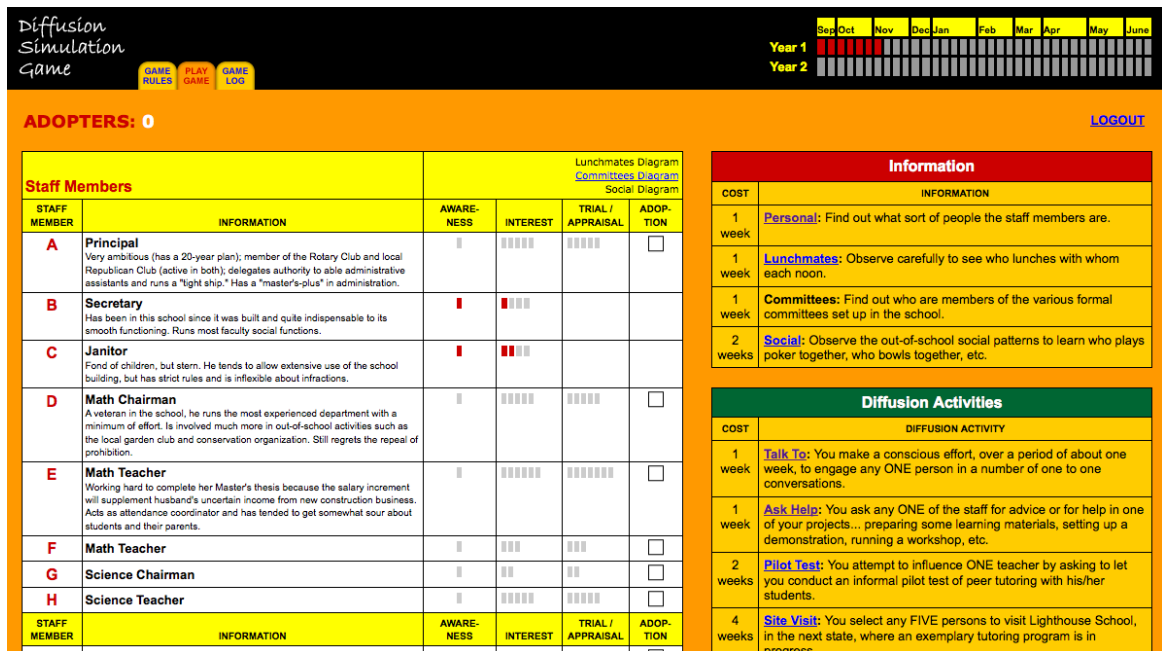 Diffusion
Simulation
Game
GAME
RULES
PLAY
GAME
GAME
LOG
Sep Oct Nov Dec Jan Feb Mar Apr May June
Year 1
Year 2
ADOPTERS: 0
LOGOUT
Staff Members
Lunchmates Diagram
Committees Diagram
Social Diagram
STAFF
MEMBER
INFORMATION
AWARE-
NESS
INTEREST
TRIAL /
APPRAISAL
ADOP-
TION
A
Principal
Very ambitious (has a 20-year plan); member of the Rotary Club and local
Republican Club (active in both); delegates authority to able administrative
assistants and runs a "tight ship." Has a "master's-plus" in administration.
B
Secretary
Has been in this school since it was built and quite indispensable to its
smooth functioning. Runs most faculty social functions.
C
Janitor
Fond of children, but stern. He tends to allow extensive use of the school
building, but has strict rules and is inflexible about infractions.
D
Math Chairman
A veteran in the school, he runs the most experienced department with a
minimum of effort. Is involved much more in out-of-school activities such as
the local garden club and conservation organization. Still regrets the repeal of
prohibition.
E
Math Teacher
Working hard to complete her Master's thesis because the salary increment
will supplement husband's uncertain income from new construction business.
Acts as attendance coordinator and has tended to get somewhat sour about
students and their parents.
F
Math Teacher
G
Science Chairman
H
Science Teacher
STAFF
MEMBER
INFORMATION
AWARE-
NESS
INTEREST
TRIAL /
APPRAISAL
ADOP-
TION
Information
COST
INFORMATION
1
week
Personal: Find out what sort of people the staff members are.
1
week
Lunchmates: Observe carefully to see who lunches with whom
each noon.
1
week
Committees: Find out who are members of the various formal
committees set up in the school.
2
weeks
Social: Observe the out-of-school social patterns to learn who plays
poker together, who bowls together, etc.
Diffusion Activities
COST
DIFFUSION ACTIVITY
1
week
Talk To: You make a conscious effort, over a period of about one
week, to engage any ONE person in a number of one to one
conversations.
1
week
Ask Help: You ask any ONE of the staff for advice or for help in one
of your projects... preparing some learning materials, setting up a
demonstration, running a workshop, etc.
2
weeks
Pilot Test: You attempt to influence ONE teacher by asking to let
you conduct an informal pilot test of peer tutoring with his/her
students.
4
weeks
Site Visit: You select any FIVE persons to visit Lighthouse School,
in the next state, where an exemplary tutoring program is in
progress.